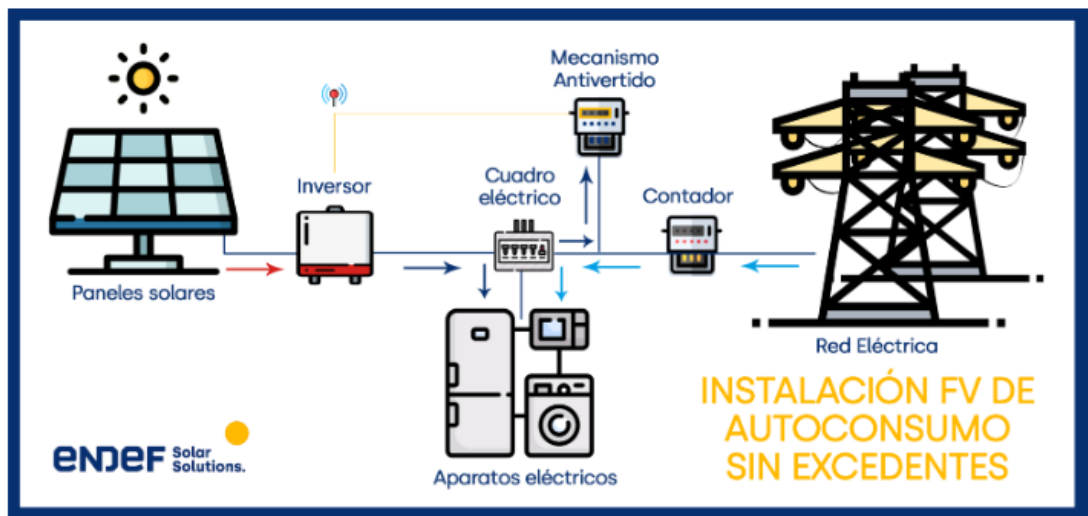 Mecanismo
Antivertido
Inversor
Cuadro
eléctrico
Contador
Paneles solares
Red Eléctrica
Aparatos eléctricos
INSTALACIÓN FV DE
AUTOCONSUMO
SIN EXCEDENTES
ENDEF Solar
Solutions.